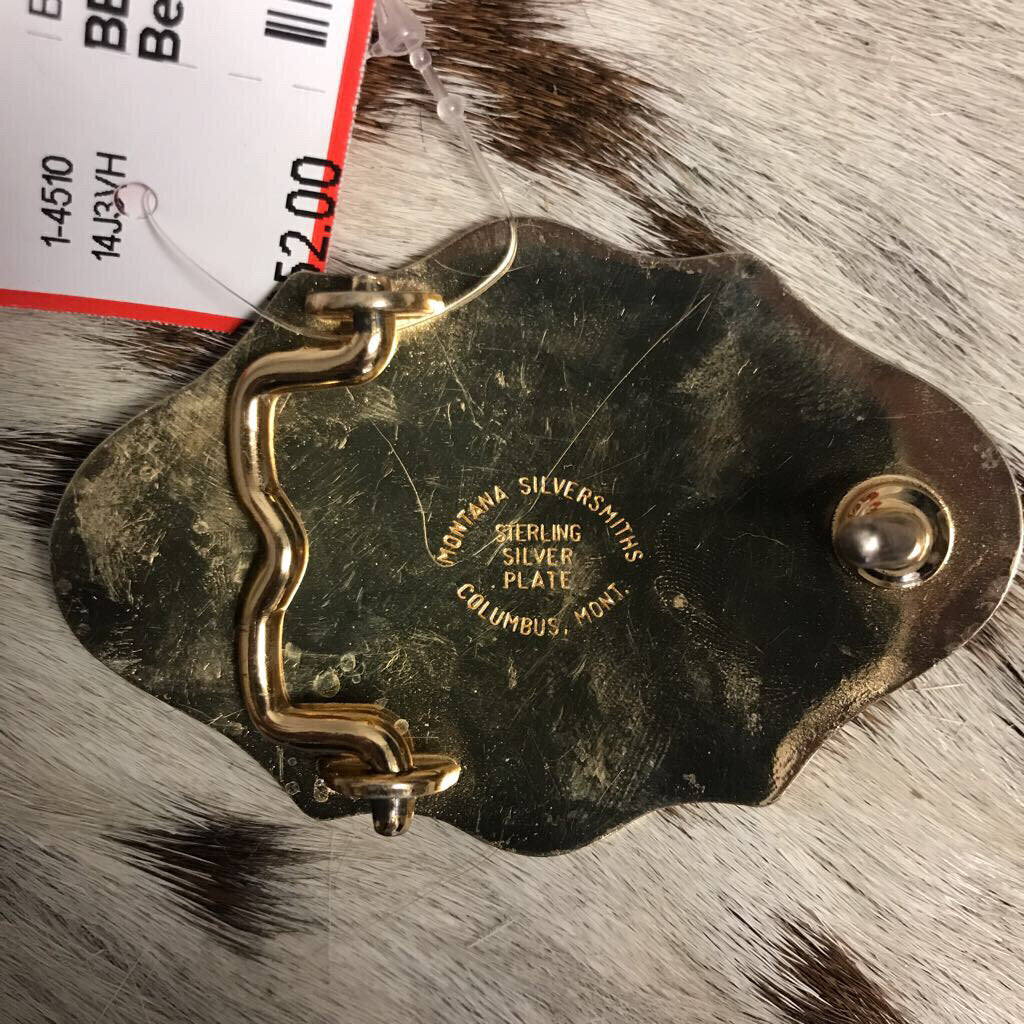 1-4510
14J3VH
52.00
MONTANA SILVERSMITHS
STERLING
SILVER
PLATE
COLUMBUS, MONT.